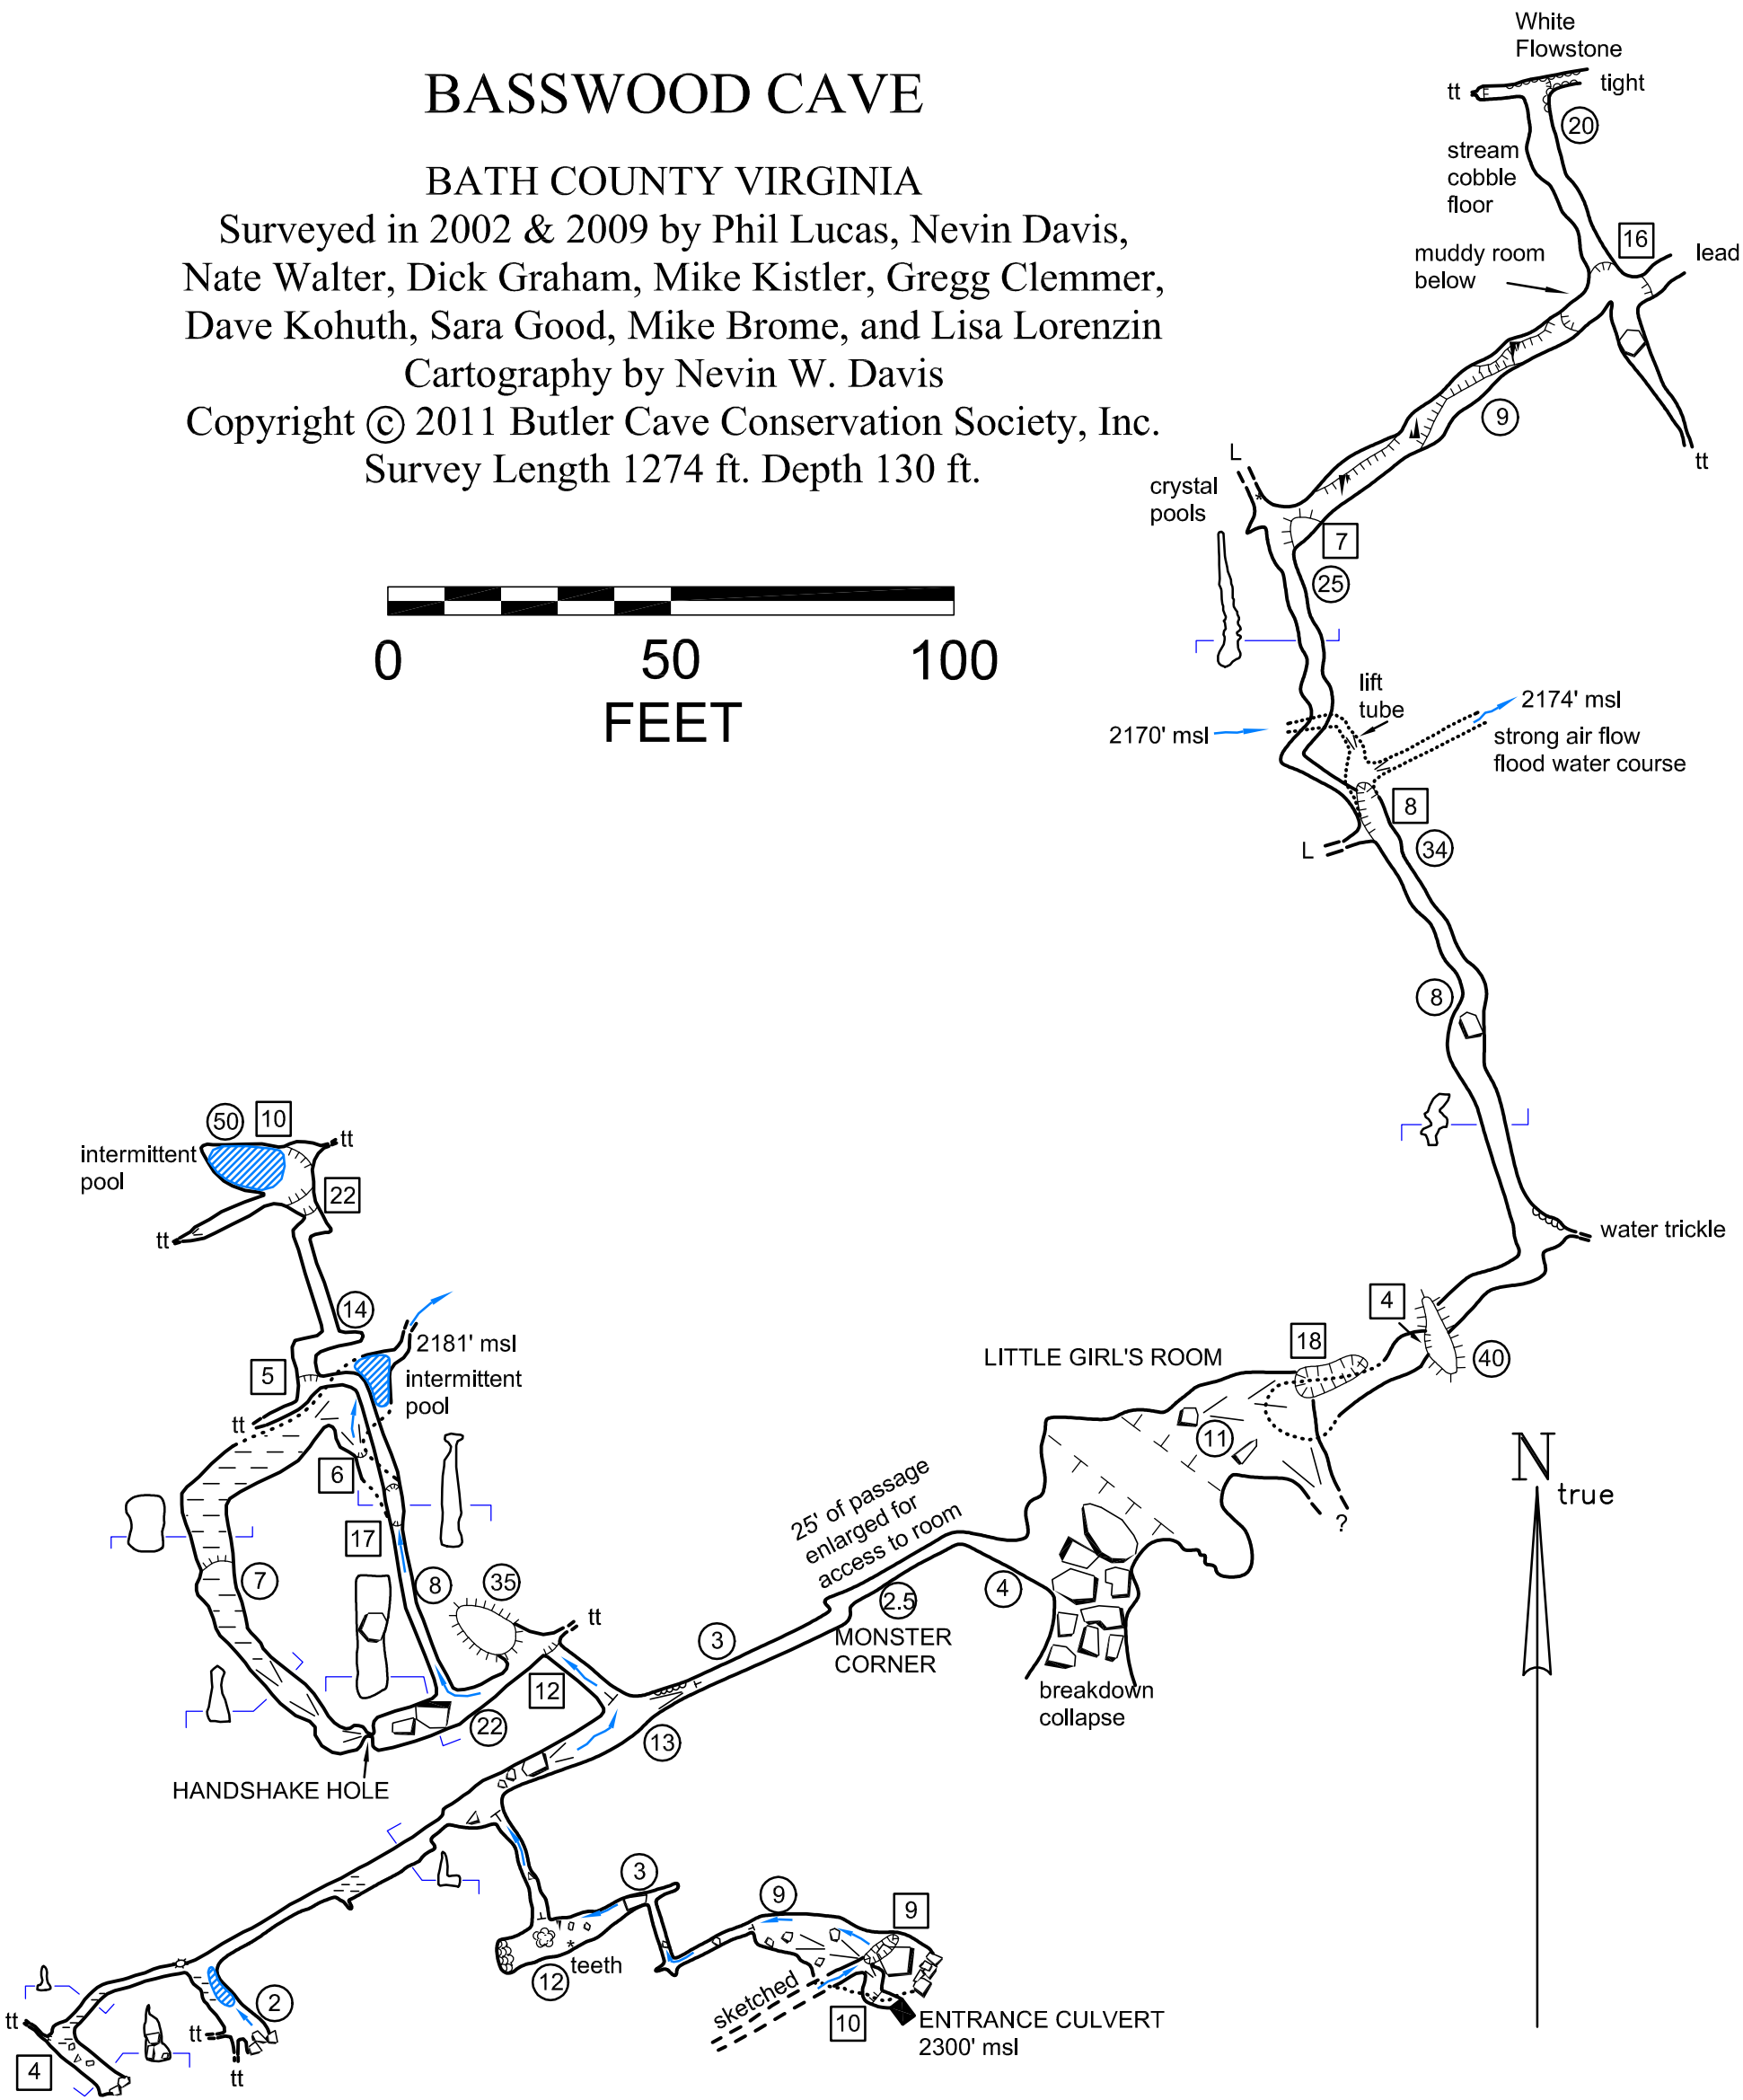 BASSWOOD CAVE
BATH COUNTY VIRGINIA
Surveyed in 2002 & 2009 by Phil Lucas, Nevin Davis,
Nate Walter, Dick Graham, Mike Kistler, Gregg Clemmer,
Dave Kohuth, Sara Good, Mike Brome, and Lisa Lorenzin
Cartography by Nevin W. Davis
Copyright © 2011 Butler Cave Conservation Society, Inc.
Survey Length 1274 ft. Depth 130 ft.
0 50 100
FEET
White
Flowstone
tt
tight
20
stream
cobble
floor
16
lead
muddy room
below
9
tt
L
crystal
pools
7
25
lift
tube
2174' msl
2170' msl
strong air flow
flood water course
8
34
L
8
water trickle
4
18
40
LITTLE GIRL'S ROOM
11
?
N
true
25' of passage
enlarged for
access to room
2.5
4
MONSTER
CORNER
3
breakdown
collapse
50
10
tt
intermittent
pool
22
tt
14
2181' msl
5
intermittent
pool
tt
6
17
7
8
35
tt
12
22
13
HANDSHAKE HOLE
3
9
9
teeth
12
sketched
10
ENTRANCE CULVERT
2300' msl
2
tt
tt
tt
4